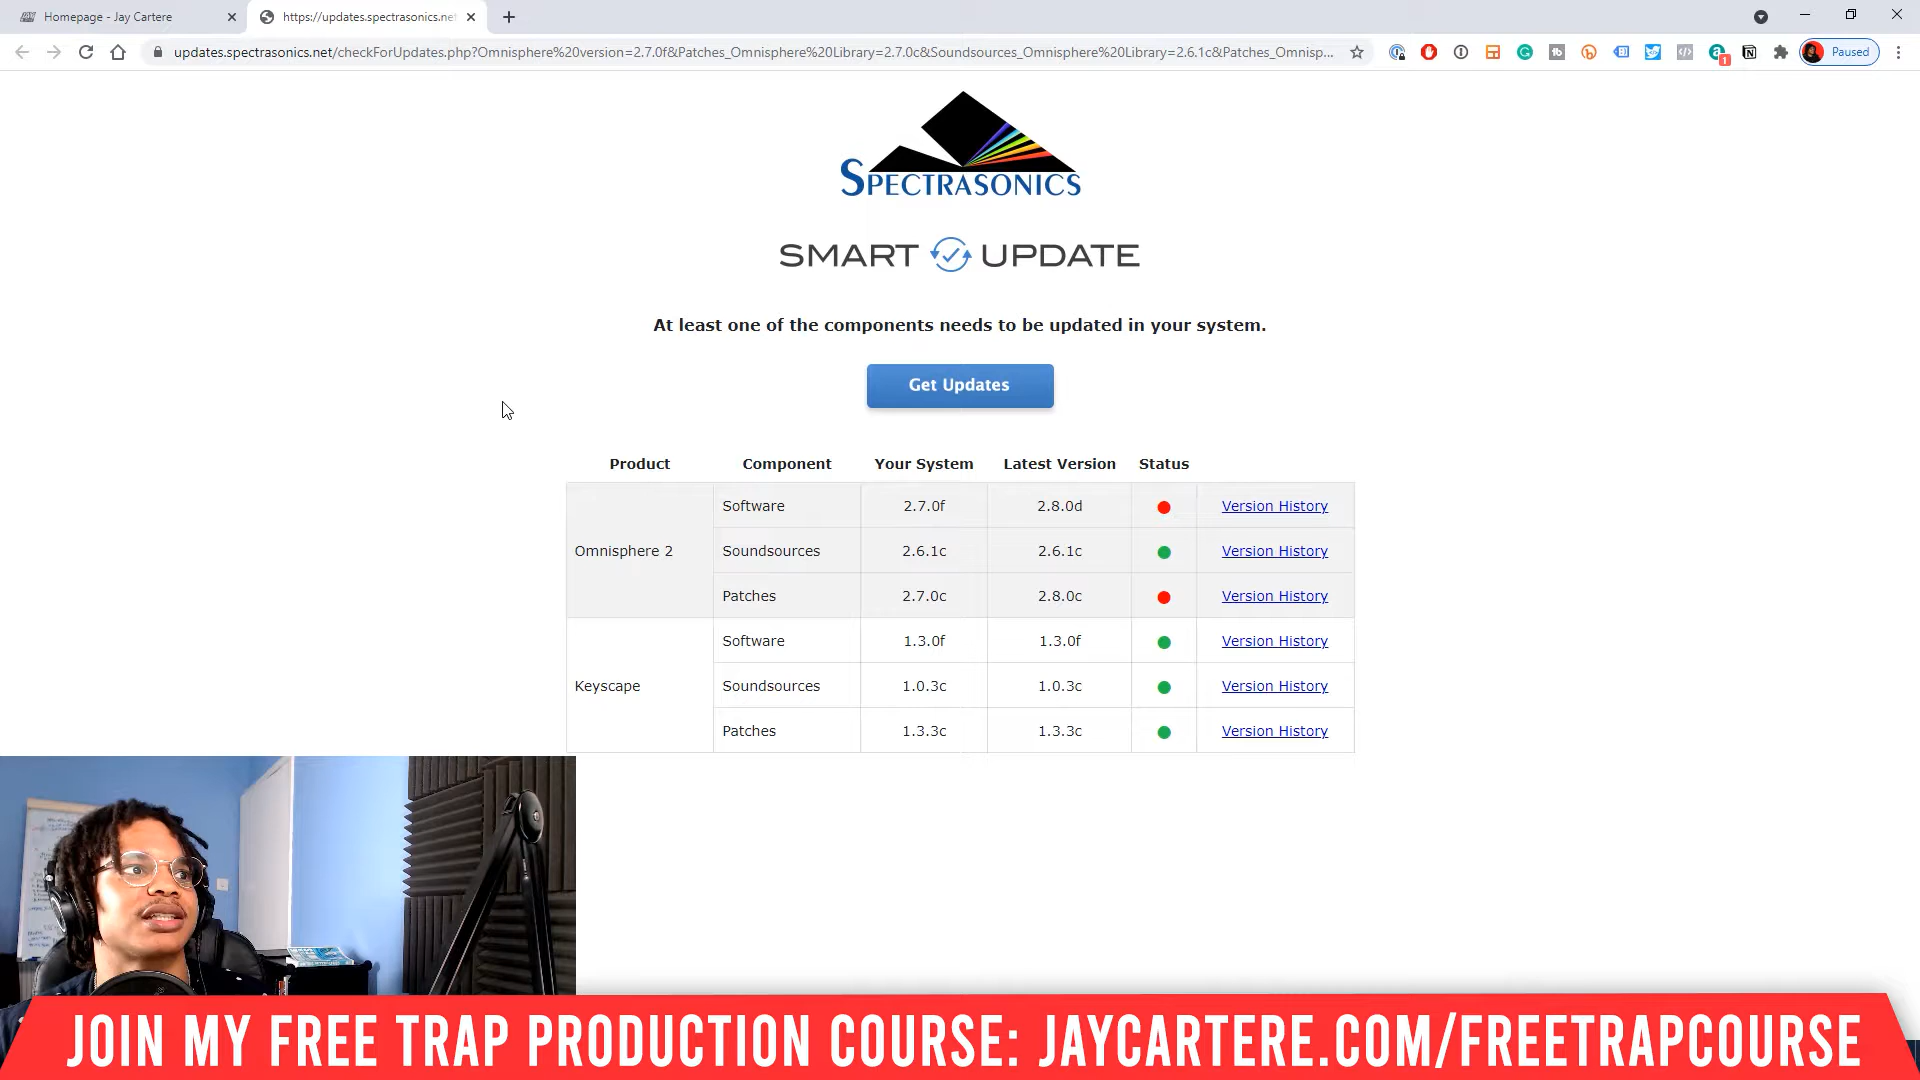 Homepage - Jay Cartere
https://updates.spectrasonics.net
updates.spectrasonics.net/checkForUpdates.php?Omnisphere%20version=2.7.0f&Patches_Omnisphere%20Library=2.7.0c&Soundsources_Omnisphere%20Library=2.6.1c&Patches_Omnisp...
Paused
SPECTRASONICS
SMART UPDATE
At least one of the components needs to be updated in your system.
Get Updates
Product Component Your System Latest Version Status
Software 2.7.0f 2.8.0d Version History
Omnisphere 2 Soundsources 2.6.1c 2.6.1c Version History
Patches 2.7.0c 2.8.0c Version History
Software 1.3.0f 1.3.0f Version History
Keyscape Soundsources 1.0.3c 1.0.3c Version History
Patches 1.3.3c 1.3.3c Version History
JOIN MY FREE TRAP PRODUCTION COURSE: JAYCARTERE.COM/FREETRAPCOURSE